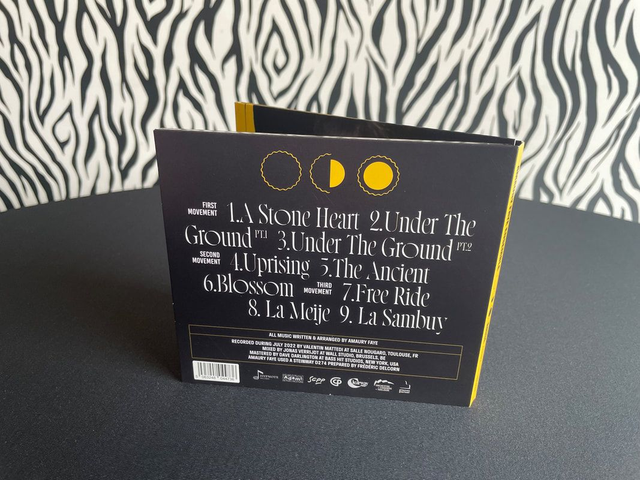 FIRST MOVEMENT 1.A Stone Heart 2.Under The
Ground PT.1 3.Under The Ground PT.2
SECOND MOVEMENT 4.Uprising 5.The Ancient
6.Blossom THIRD MOVEMENT 7.Free Ride
8. La Meije 9. La Sambuy
ALL MUSIC WRITTEN & ARRANGED BY AMAURY FAYE
RECORDED DURING JULY 2022 BY VALENTIN MATTEDI AT SALLE NOUGARO, TOULOUSE, FR
MIXED BY JONAS VERRIJDT AT WALL STUDIO, BRUSSELS, BE
MASTERED BY DAVE DARLINGTON AT BASS HIT STUDIOS, NEW YORK, USA
AMAURY FAYE USED A STEINWAY D274 PREPARED BY FRÉDÉRIC DELCORN